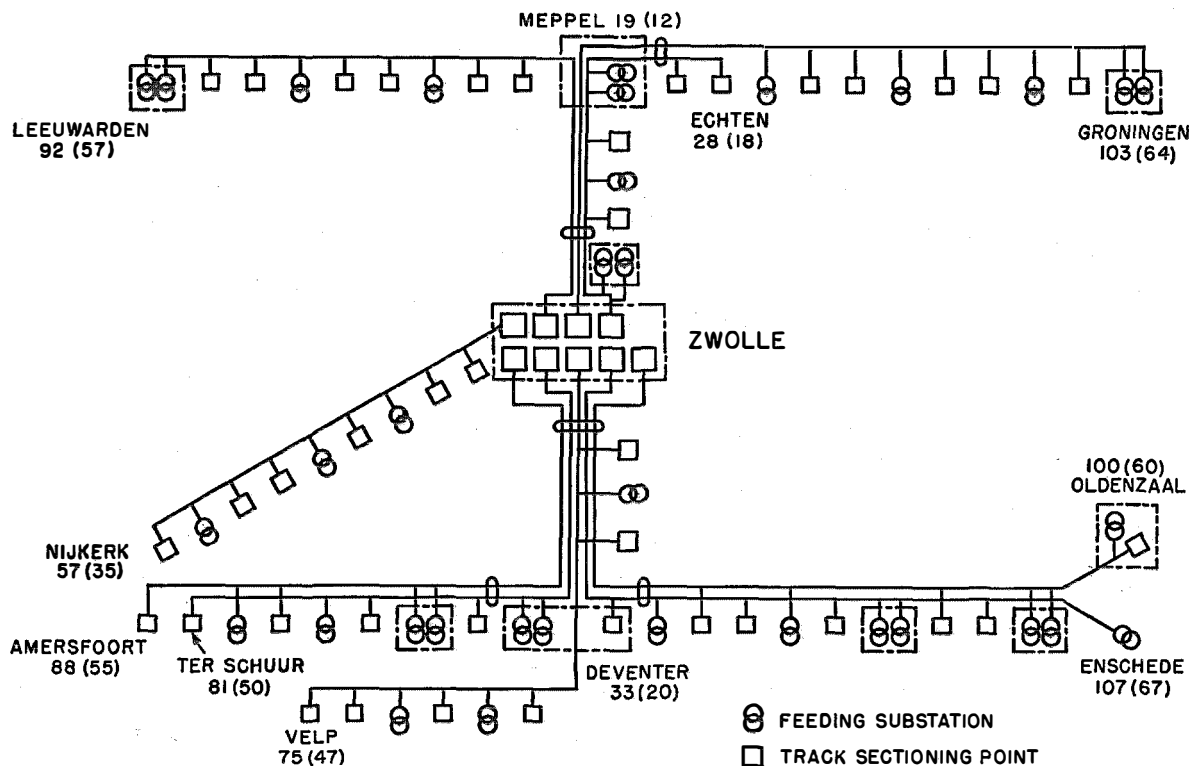 MEPPEL 19 (12)
LEEUWARDEN
92 (57)
ECHTEN
28 (18)
GRONINGEN
103 (64)
ZWOLLE
100 (60)
OLDENZAAL
NIJKERK
57 (35)
AMERSFOORT
88 (55)
TER SCHUUR
81 (50)
DEVENTER
33 (20)
ENSCHEDE
107 (67)
VELP
75 (47)
FEEDING SUBSTATION
TRACK SECTIONING POINT